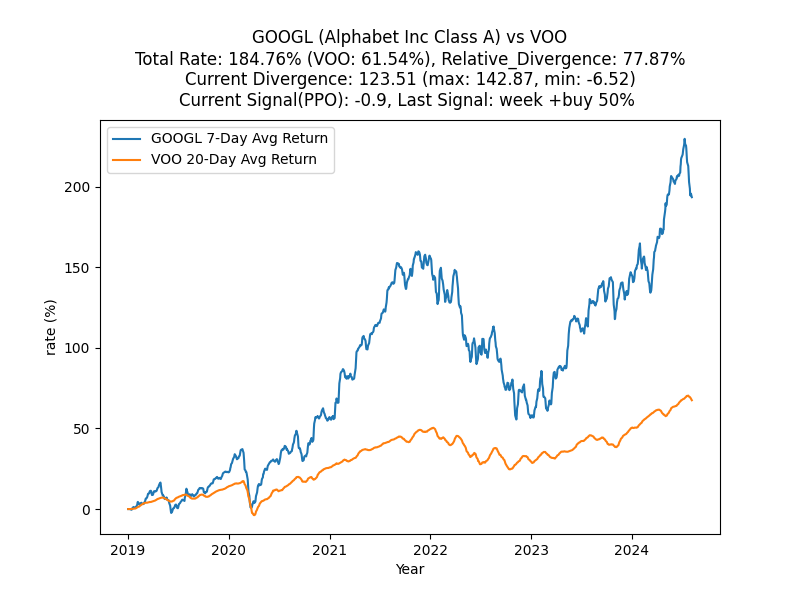 GOOGL (Alphabet Inc Class A) vs VOO
Total Rate: 184.76% (VOO: 61.54%), Relative_Divergence: 77.87%
Current Divergence: 123.51 (max: 142.87, min: -6.52)
Current Signal(PPO): -0.9, Last Signal: week +buy 50%
GOOGL 7-Day Avg Return
VOO 20-Day Avg Return
rate (%)
200
150
100
50
0
2019 2020 2021 2022 2023 2024
Year